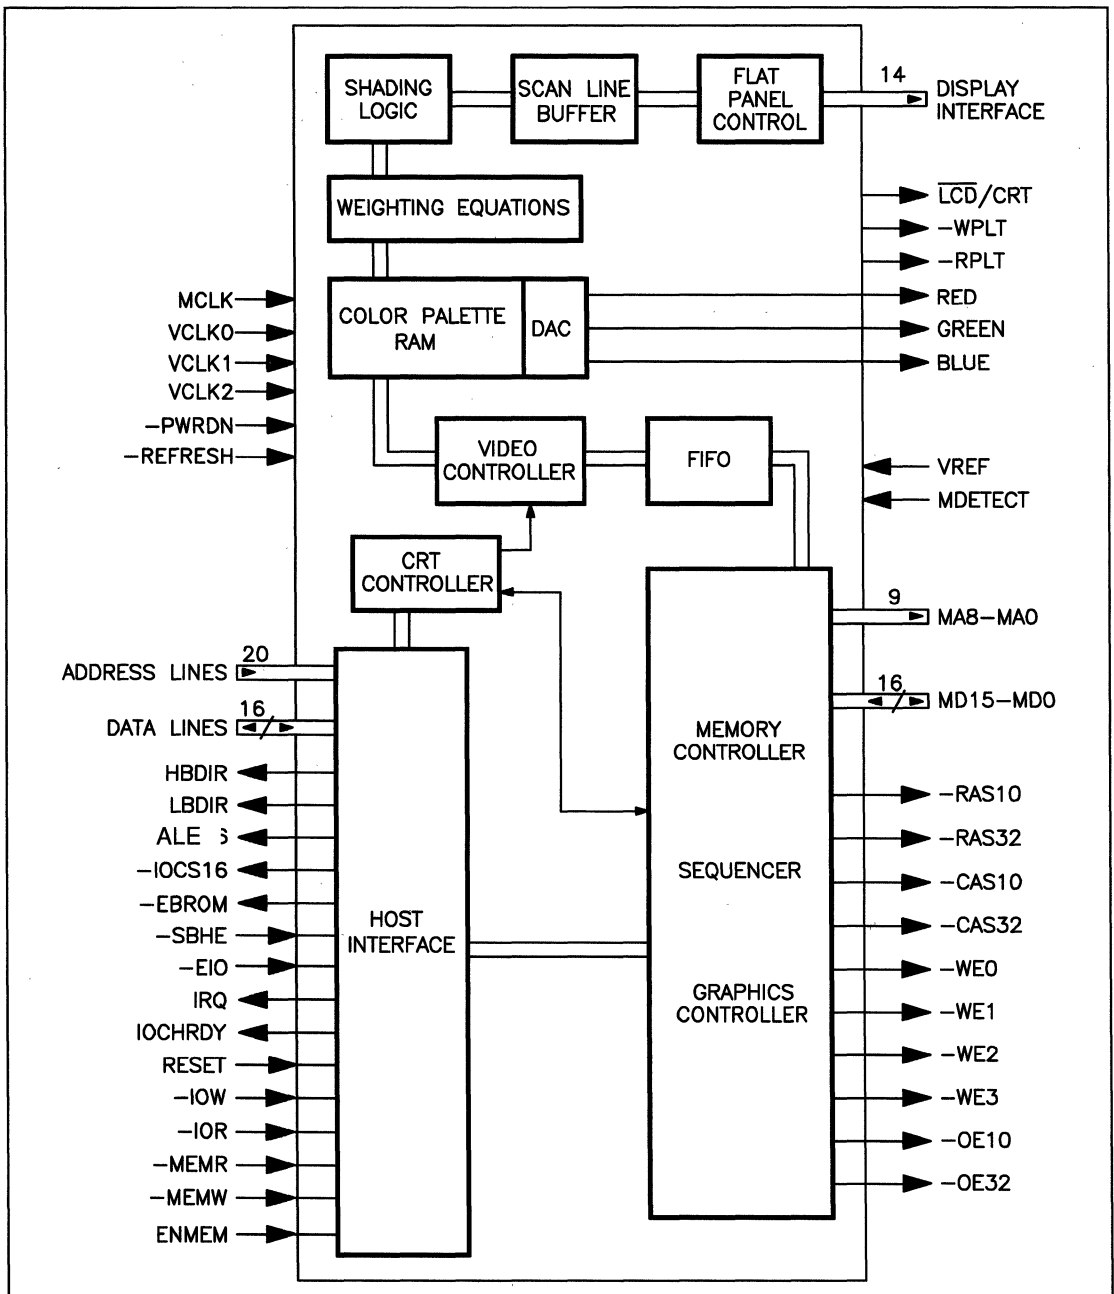 SHADING
LOGIC
SCAN LINE
BUFFER
FLAT
PANEL
CONTROL
14
DISPLAY
INTERFACE
WEIGHTING EQUATIONS
L̅C̅D̅/CRT
-WPLT
-RPLT
COLOR PALETTE
RAM
DAC
RED
GREEN
BLUE
MCLK
VCLK0
VCLK1
VCLK2
-PWRDN
-REFRESH
VIDEO
CONTROLLER
FIFO
VREF
MDETECT
CRT
CONTROLLER
9
MA8-MA0
16
MD15-MD0
ADDRESS LINES
20
DATA LINES
16
HBDIR
LBDIR
ALE
-IOCS16
-EBROM
-SBHE
-EIO
IRQ
IOCHRDY
RESET
-IOW
-IOR
-MEMR
-MEMW
ENMEM
HOST
INTERFACE
MEMORY
CONTROLLER
SEQUENCER
GRAPHICS
CONTROLLER
-RAS10
-RAS32
-CAS10
-CAS32
-WE0
-WE1
-WE2
-WE3
-OE10
-OE32